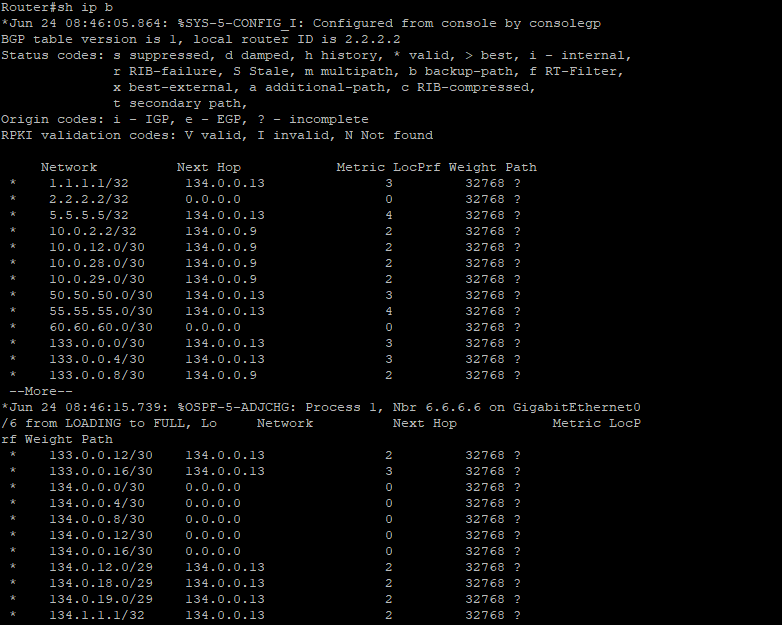 Router#sh ip b
*Jun 24 08:46:05.864: %SYS-5-CONFIG_I: Configured from console by consolegp
BGP table version is 1, local router ID is 2.2.2.2
Status codes: s suppressed, d damped, h history, * valid, > best, i - internal,
              r RIB-failure, S Stale, m multipath, b backup-path, f RT-Filter,
              x best-external, a additional-path, c RIB-compressed,
              t secondary path,
Origin codes: i - IGP, e - EGP, ? - incomplete
RPKI validation codes: V valid, I invalid, N Not found

     Network          Next Hop            Metric LocPrf Weight Path
 *    1.1.1.1/32       134.0.0.13               3         32768 ?
 *    2.2.2.2/32       0.0.0.0                  0         32768 ?
 *    5.5.5.5/32       134.0.0.13               4         32768 ?
 *    10.0.2.2/32      134.0.0.9                2         32768 ?
 *    10.0.12.0/30     134.0.0.9                2         32768 ?
 *    10.0.28.0/30     134.0.0.9                2         32768 ?
 *    10.0.29.0/30     134.0.0.9                2         32768 ?
 *    50.50.50.0/30    134.0.0.13               3         32768 ?
 *    55.55.55.0/30    134.0.0.13               4         32768 ?
 *    60.60.60.0/30    0.0.0.0                  0         32768 ?
 *    133.0.0.0/30     134.0.0.13               3         32768 ?
 *    133.0.0.4/30     134.0.0.13               3         32768 ?
 *    133.0.0.8/30     134.0.0.9                2         32768 ?
 --More--
*Jun 24 08:46:15.739: %OSPF-5-ADJCHG: Process 1, Nbr 6.6.6.6 on GigabitEthernet0
/6 from LOADING to FULL, Lo     Network          Next Hop            Metric LocP
rf Weight Path
 *    133.0.0.12/30    134.0.0.13               2         32768 ?
 *    133.0.0.16/30    134.0.0.13               3         32768 ?
 *    134.0.0.0/30     0.0.0.0                  0         32768 ?
 *    134.0.0.4/30     0.0.0.0                  0         32768 ?
 *    134.0.0.8/30     0.0.0.0                  0         32768 ?
 *    134.0.0.12/30    0.0.0.0                  0         32768 ?
 *    134.0.0.16/30    0.0.0.0                  0         32768 ?
 *    134.0.12.0/29    134.0.0.13               2         32768 ?
 *    134.0.18.0/29    134.0.0.13               2         32768 ?
 *    134.0.19.0/29    134.0.0.13               2         32768 ?
 *    134.1.1.1/32     134.0.0.13               2         32768 ?